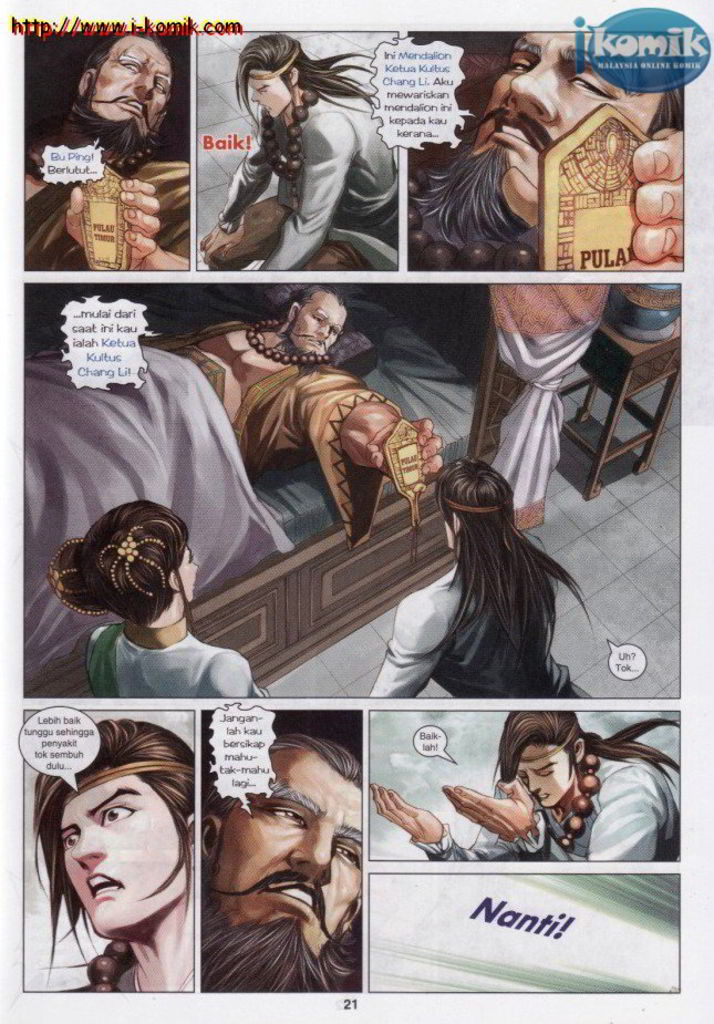 http://www.i-komik.com
ikomik
MALAYSIA ONLINE KOMIK
Bu Ping!
Berlutut...
PULAU
TIMUR
Baik!
Ini Mendalion
Ketua Kultus
Chang Li. Aku
mewariskan
mendalion ini
kepada kau
kerana...
PULA
...mulai dari
saat ini kau
ialah Ketua
Kultus
Chang Li!
PULAU
TIMUR
Uh?
Tok...
Lebih baik
tunggu sehingga
penyakit
tok sembuh
dulu...
Jangan-
lah kau
bersikap
mahu-
tak-mahu
lagi...
Baik-
lah!
Nanti!
21